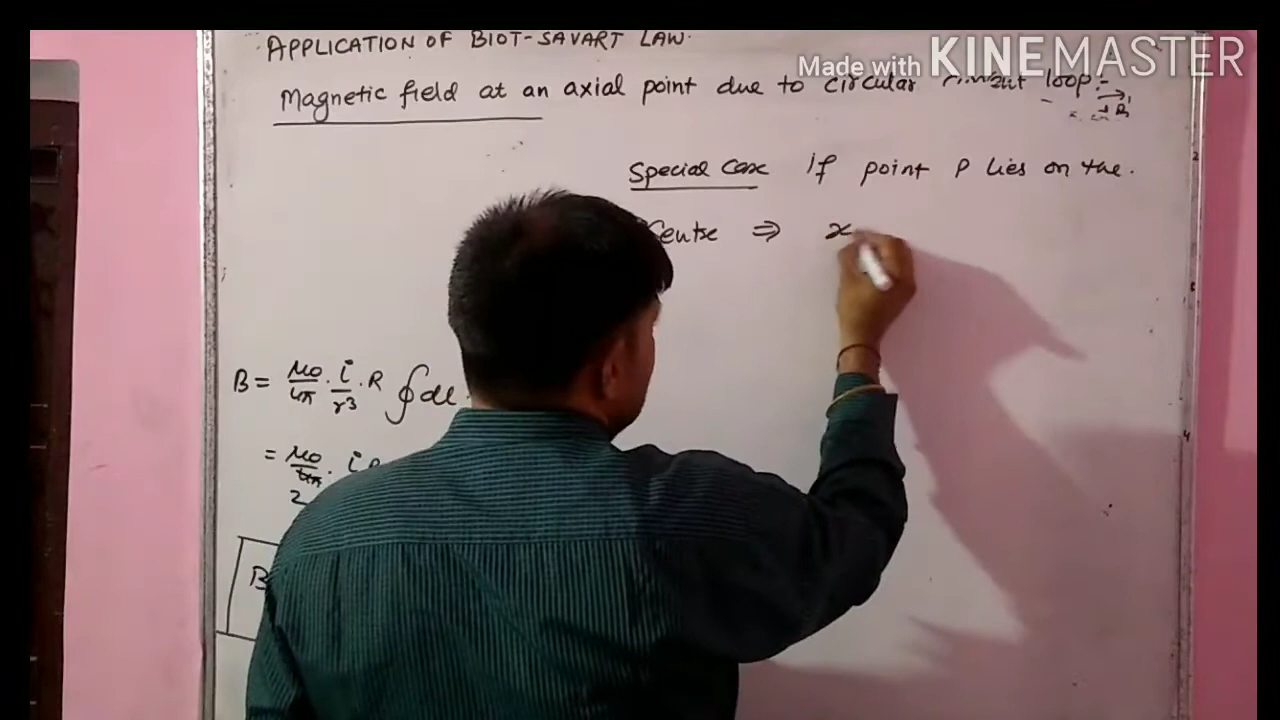 APPLICATION OF BIOT-SAVART LAW.
Made with KINEMASTER
Magnetic field at an axial point due to circular loop:
Special Case If point P lies on the.
Centre ⇒ x
B = μo/4π · i/r3 · R ∮dl
= μo/4π · i
2
B